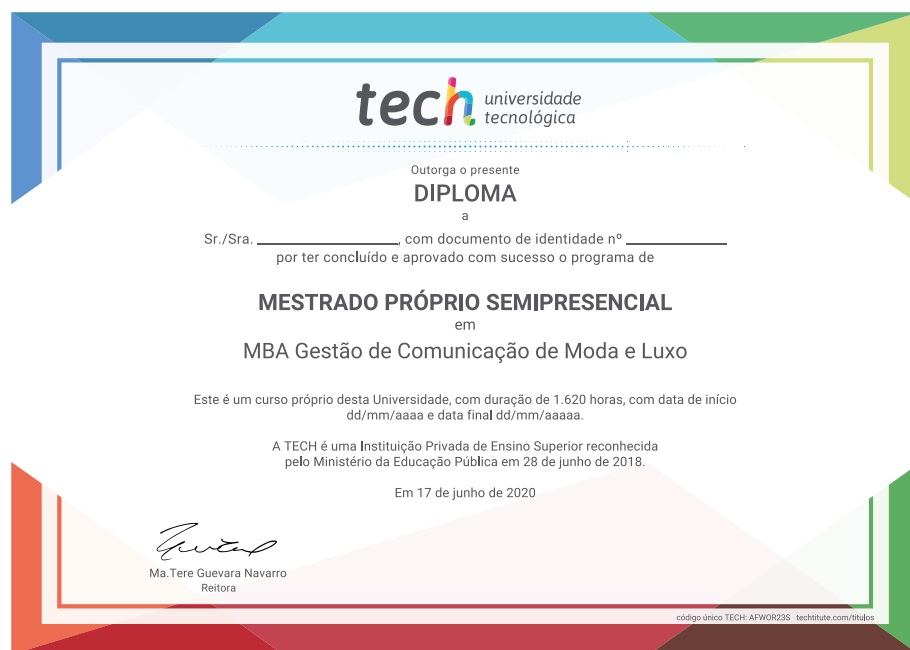 tech universidade
tecnológica
Outorga o presente
DIPLOMA
a
Sr./Sra. ____________, com documento de identidade nº ____________
por ter concluído e aprovado com sucesso o programa de
MESTRADO PRÓPRIO SEMIPRESENCIAL
em
MBA Gestão de Comunicação de Moda e Luxo
Este é um curso próprio desta Universidade, com duração de 1.620 horas, com data de início
dd/mm/aaaa e data final dd/mm/aaaaa.
A TECH é uma Instituição Privada de Ensino Superior reconhecida
pelo Ministério da Educação Pública em 28 de junho de 2018.
Em 17 de junho de 2020
Ma.Tere Guevara Navarro
Reitora
código único TECH: AFWOR23S techtitute.com/titulos